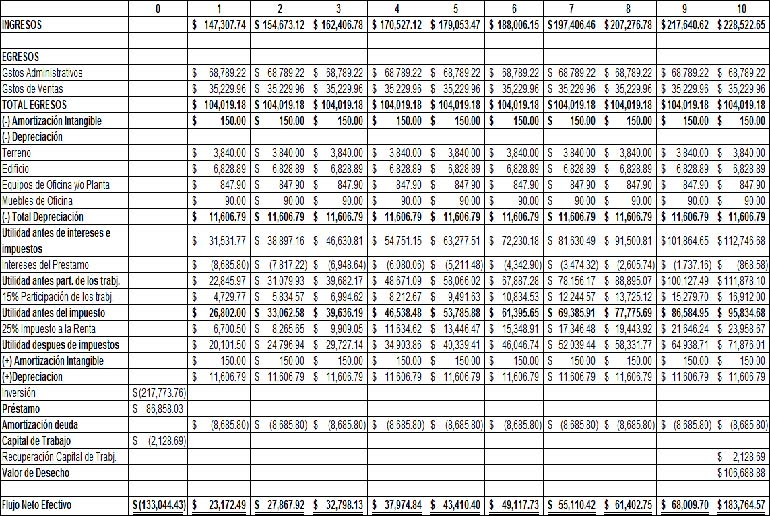 0 1 2 3 4 5 6 7 8 9 10
INGRESOS $ 147,307.74 $ 154,673.12 $ 162,406.78 $ 170,527.12 $ 179,053.47 $ 188,006.15 $197,406.46 $207,276.78 $217,640.62 $228,522.65
EGRESOS
Gstos Administrativos $ 68,789.22 $ 68,789.22 $ 68,789.22 $ 68,789.22 $ 68,789.22 $ 68,789.22 $ 68,789.22 $ 68,789.22 $ 68,789.22 $ 68,789.22
Gstos de Ventas $ 35,229.96 $ 35,229.96 $ 35,229.96 $ 35,229.96 $ 35,229.96 $ 35,229.96 $ 35,229.96 $ 35,229.96 $ 35,229.96 $ 35,229.96
TOTAL EGRESOS $ 104,019.18 $ 104,019.18 $ 104,019.18 $ 104,019.18 $ 104,019.18 $ 104,019.18 $104,019.18 $104,019.18 $104,019.18 $104,019.18
(-) Amortización Intangible $ 150.00 $ 150.00 $ 150.00 $ 150.00 $ 150.00 $ 150.00 $ 150.00 $ 150.00 $ 150.00 $ 150.00
(-) Depreciación
Terreno $ 3,840.00 $ 3,840.00 $ 3,840.00 $ 3,840.00 $ 3,840.00 $ 3,840.00 $ 3,840.00 $ 3,840.00 $ 3,840.00 $ 3,840.00
Edificio $ 6,828.89 $ 6,828.89 $ 6,828.89 $ 6,828.89 $ 6,828.89 $ 6,828.89 $ 6,828.89 $ 6,828.89 $ 6,828.89 $ 6,828.89
Equipos de Oficina y/o Planta $ 847.90 $ 847.90 $ 847.90 $ 847.90 $ 847.90 $ 847.90 $ 847.90 $ 847.90 $ 847.90 $ 847.90
Muebles de Oficina $ 90.00 $ 90.00 $ 90.00 $ 90.00 $ 90.00 $ 90.00 $ 90.00 $ 90.00 $ 90.00 $ 90.00
(-) Total Depreciación $ 11,606.79 $ 11,606.79 $ 11,606.79 $ 11,606.79 $ 11,606.79 $ 11,606.79 $ 11,606.79 $ 11,606.79 $ 11,606.79 $ 11,606.79
Utilidad antes de intereses e
impuestos $ 31,531.77 $ 38,897.16 $ 46,630.81 $ 54,751.15 $ 63,277.51 $ 72,230.18 $ 81,630.49 $ 91,500.81 $101,864.65 $112,746.68
Intereses del Prestamo $ (8,685.80) $ (7,817.22) $ (6,948.64) $ (6,080.06) $ (5,211.48) $ (4,342.90) $ (3,474.32) $ (2,605.74) $ (1,737.16) $ (868.58)
Utilidad antes part. de los trabj. $ 22,845.97 $ 31,079.93 $ 39,682.17 $ 48,671.09 $ 58,066.02 $ 67,887.28 $ 78,156.17 $ 88,895.07 $100,127.49 $111,878.10
15% Participación de los trabj. $ 4,729.77 $ 5,834.57 $ 6,994.62 $ 8,212.67 $ 9,491.63 $ 10,834.53 $ 12,244.57 $ 13,725.12 $ 15,279.70 $ 16,912.00
Utilidad antes del impuesto $ 26,802.00 $ 33,062.58 $ 39,636.19 $ 46,538.48 $ 53,785.88 $ 61,395.65 $ 69,385.91 $ 77,775.69 $ 86,584.95 $ 95,834.68
25% Impuesto a la Renta $ 6,700.50 $ 8,265.65 $ 9,909.05 $ 11,634.62 $ 13,446.47 $ 15,348.91 $ 17,346.48 $ 19,443.92 $ 21,646.24 $ 23,958.67
Utilidad despues de impuestos $ 20,101.50 $ 24,796.94 $ 29,727.14 $ 34,903.86 $ 40,339.41 $ 46,046.74 $ 52,039.44 $ 58,331.77 $ 64,938.71 $ 71,876.01
(+) Amortización Intangible $ 150.00 $ 150.00 $ 150.00 $ 150.00 $ 150.00 $ 150.00 $ 150.00 $ 150.00 $ 150.00 $ 150.00
(+)Depreciacion $ 11,606.79 $ 11,606.79 $ 11,606.79 $ 11,606.79 $ 11,606.79 $ 11,606.79 $ 11,606.79 $ 11,606.79 $ 11,606.79 $ 11,606.79
Inversión $(217,773.76)
Préstamo $ 86,858.03
Amortización deuda $ (8,685.80) $ (8,685.80) $ (8,685.80) $ (8,685.80) $ (8,685.80) $ (8,685.80) $ (8,685.80) $ (8,685.80) $ (8,685.80) $ (8,685.80)
Capital de Trabajo $ (2,128.69)
Recuperación Capital de Trabj. $ 2,128.69
Valor de Desecho $ 106,688.88
Flujo Neto Efectivo $(133,044.43) $ 23,172.49 $ 27,867.92 $ 32,798.13 $ 37,974.84 $ 43,410.40 $ 49,117.73 $ 55,110.42 $ 61,402.75 $ 68,009.70 $183,764.57